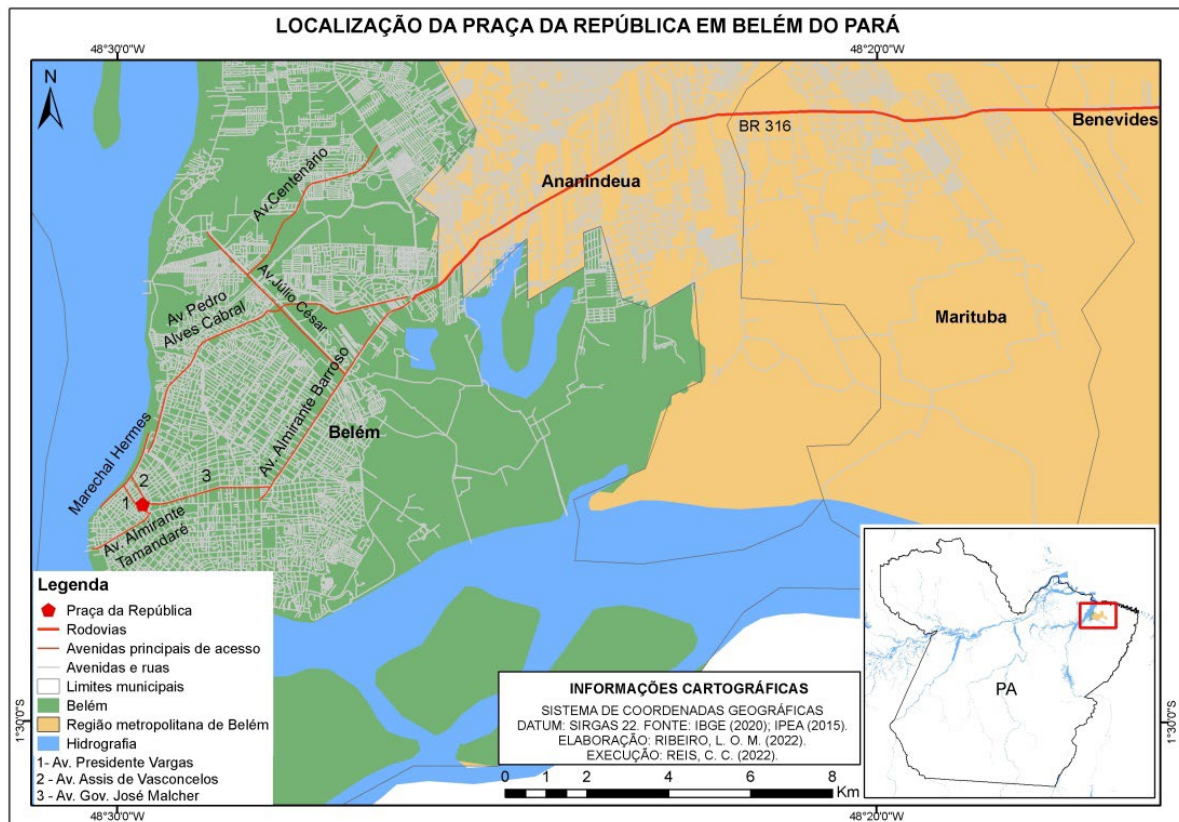 LOCALIZAÇÃO DA PRAÇA DA REPÚBLICA EM BELÉM DO PARÁ
48°30'0"W
48°20'0"W
N
BR 316
Benevides
Ananindeua
Av.Centenário
Av.Júlio César
Av Pedro
Alves Cabral
Marituba
Av. Almirante Barroso
Belém
Marechal Hermes
2
3
1
Av. Almirante
Tamandaré
Legenda
Praça da República
Rodovias
Avenidas principais de acesso
Avenidas e ruas
Limites municipais
Belém
Região metropolitana de Belém
Hidrografia
1- Av. Presidente Vargas
2 - Av. Assis de Vasconcelos
3 - Av. Gov. José Malcher
INFORMAÇÕES CARTOGRÁFICAS
SISTEMA DE COORDENADAS GEOGRÁFICAS
DATUM: SIRGAS 22. FONTE: IBGE (2020); IPEA (2015).
ELABORAÇÃO: RIBEIRO, L. O. M. (2022).
EXECUÇÃO: REIS, C. C. (2022).
0 1 2 4 6 8
Km
PA
1°30'0"S
1°30'0"S
48°30'0"W
48°20'0"W